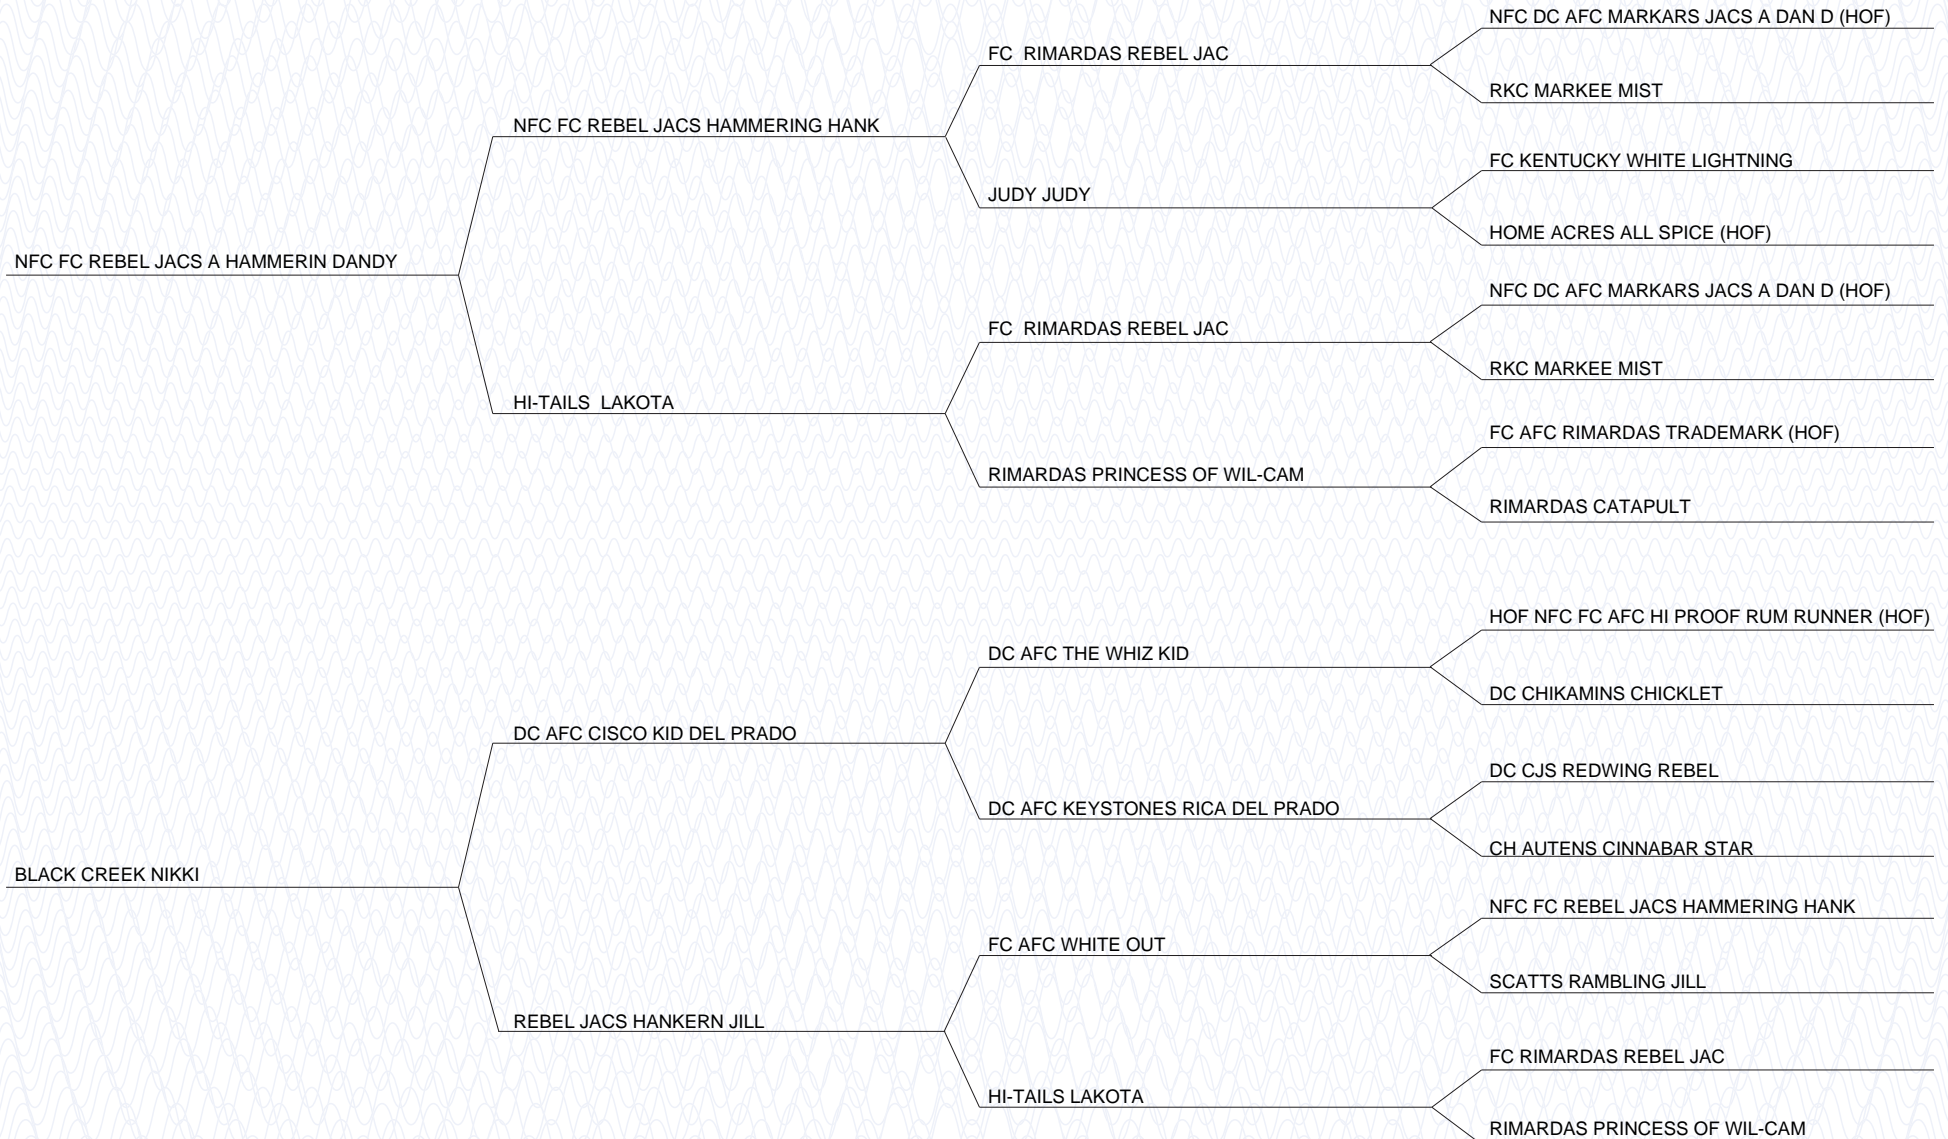 NFC DC AFC MARKARS JACS A DAN D (HOF)
FC  RIMARDAS REBEL JAC
RKC MARKEE MIST
NFC FC REBEL JACS HAMMERING HANK
FC KENTUCKY WHITE LIGHTNING
JUDY JUDY
HOME ACRES ALL SPICE (HOF)
NFC FC REBEL JACS A HAMMERIN DANDY
NFC DC AFC MARKARS JACS A DAN D (HOF)
FC  RIMARDAS REBEL JAC
RKC MARKEE MIST
HI-TAILS  LAKOTA
FC AFC RIMARDAS TRADEMARK (HOF)
RIMARDAS PRINCESS OF WIL-CAM
RIMARDAS CATAPULT
HOF NFC FC AFC HI PROOF RUM RUNNER (HOF)
DC AFC THE WHIZ KID
DC CHIKAMINS CHICKLET
DC AFC CISCO KID DEL PRADO
DC CJS REDWING REBEL
DC AFC KEYSTONES RICA DEL PRADO
CH AUTENS CINNABAR STAR
BLACK CREEK NIKKI
NFC FC REBEL JACS HAMMERING HANK
FC AFC WHITE OUT
SCATTS RAMBLING JILL
REBEL JACS HANKERN JILL
FC RIMARDAS REBEL JAC
HI-TAILS LAKOTA
RIMARDAS PRINCESS OF WIL-CAM